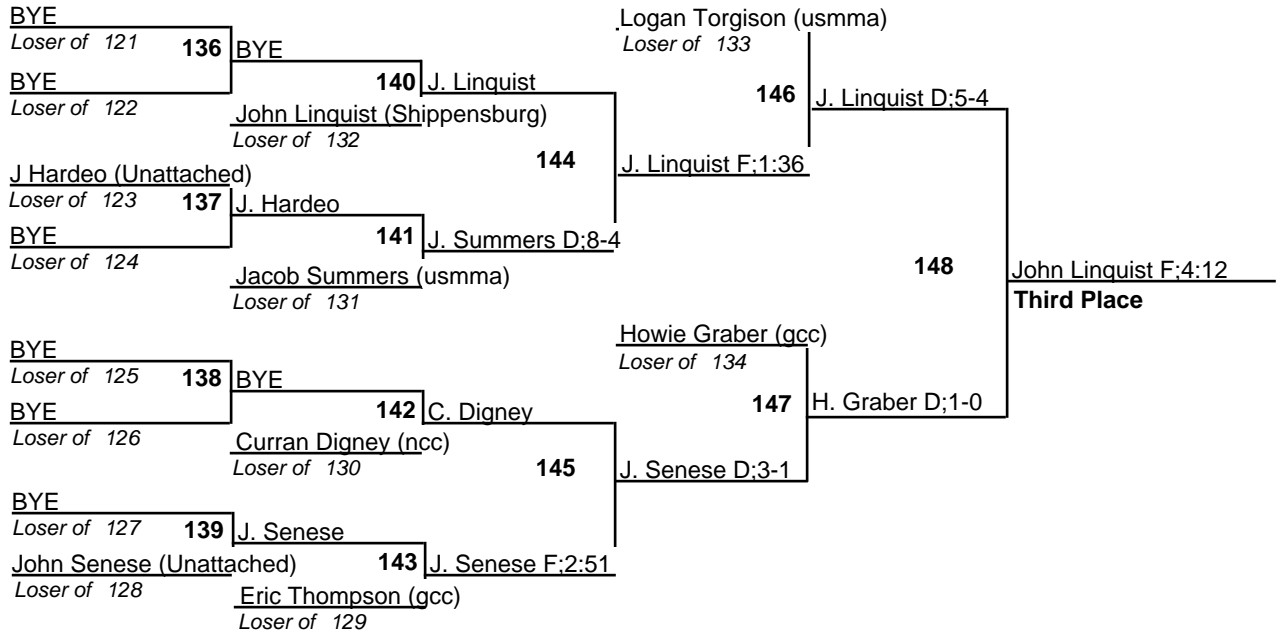 BYE
Loser of 121
136
BYE
BYE
Loser of 122
140
J. Linquist
John Linquist (Shippensburg)
Loser of 132
144
J Hardeo (Unattached)
Loser of 123
137
J. Hardeo
BYE
Loser of 124
141
J. Summers D;8-4
Jacob Summers (usmma)
Loser of 131
Logan Torgison (usmma)
Loser of 133
146
J. Linquist D;5-4
J. Linquist F;1:36
148
John Linquist F;4:12
Third Place
BYE
Loser of 125
138
BYE
BYE
Loser of 126
142
C. Digney
Curran Digney (ncc)
Loser of 130
145
BYE
Loser of 127
139
J. Senese
John Senese (Unattached)
Loser of 128
143
J. Senese F;2:51
Eric Thompson (gcc)
Loser of 129
Howie Graber (gcc)
Loser of 134
147
H. Graber D;1-0
J. Senese D;3-1